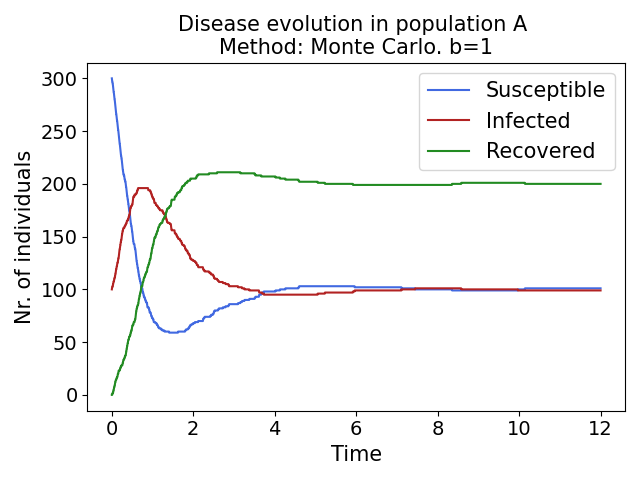 Disease evolution in population A
Method: Monte Carlo. b=1
Nr. of individuals
300
250
200
150
100
50
0
Susceptible
Infected
Recovered
0 2 4 6 8 10 12
Time